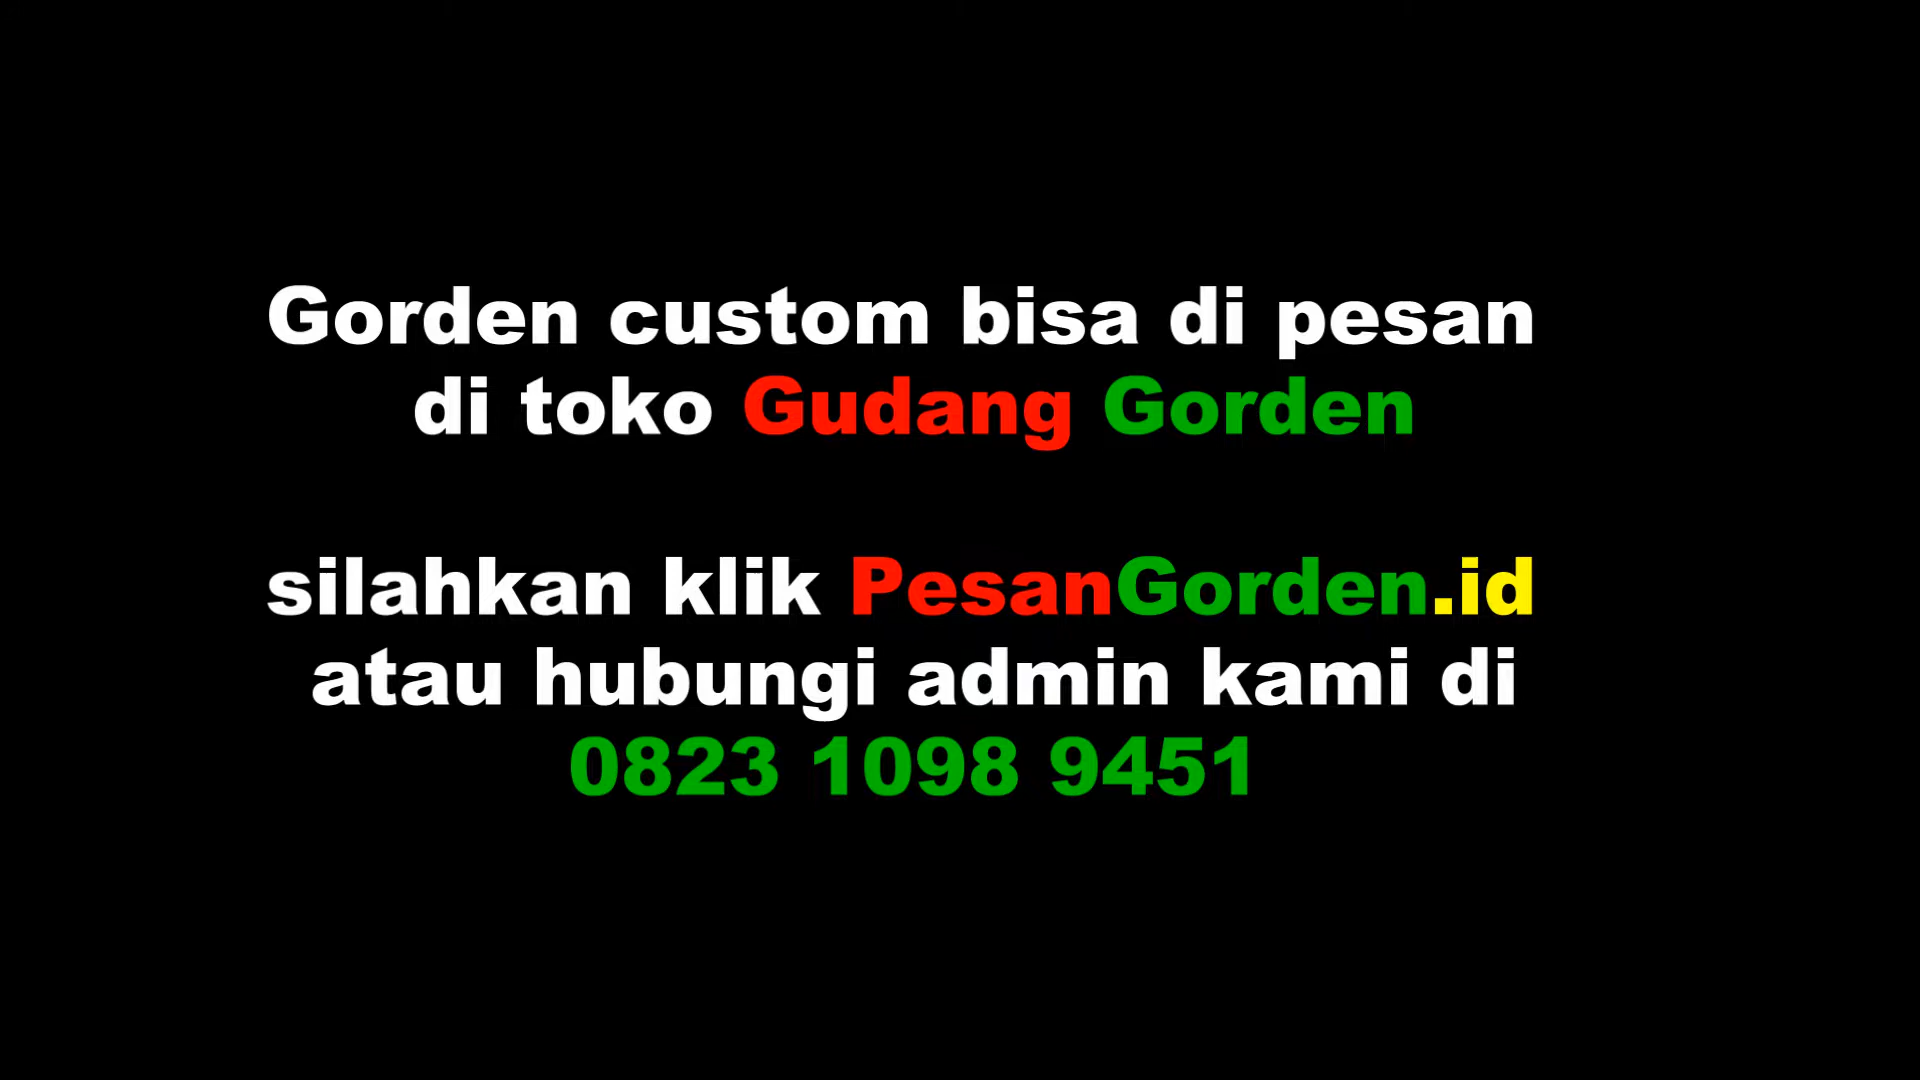 Gorden custom bisa di pesan
di toko Gudang Gorden
silahkan klik PesanGorden.id
atau hubungi admin kami di
0823 1098 9451